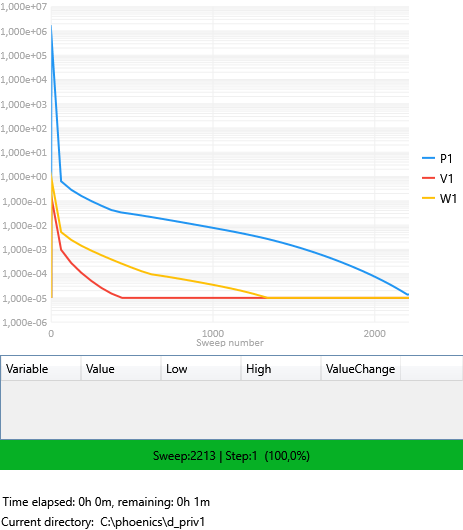 1,000e+07
1,000e+06
1,000e+05
1,000e+04
1,000e+03
1,000e+02
1,000e+01
1,000e+00
1,000e-01
1,000e-02
1,000e-03
1,000e-04
1,000e-05
1,000e-06
0 1000 2000
Sweep number
P1
V1
W1
Variable Value Low High ValueChange
Sweep:2213 | Step:1 (100,0%)
Time elapsed: 0h 0m, remaining: 0h 1m
Current directory: C:\phoenics\d_priv1